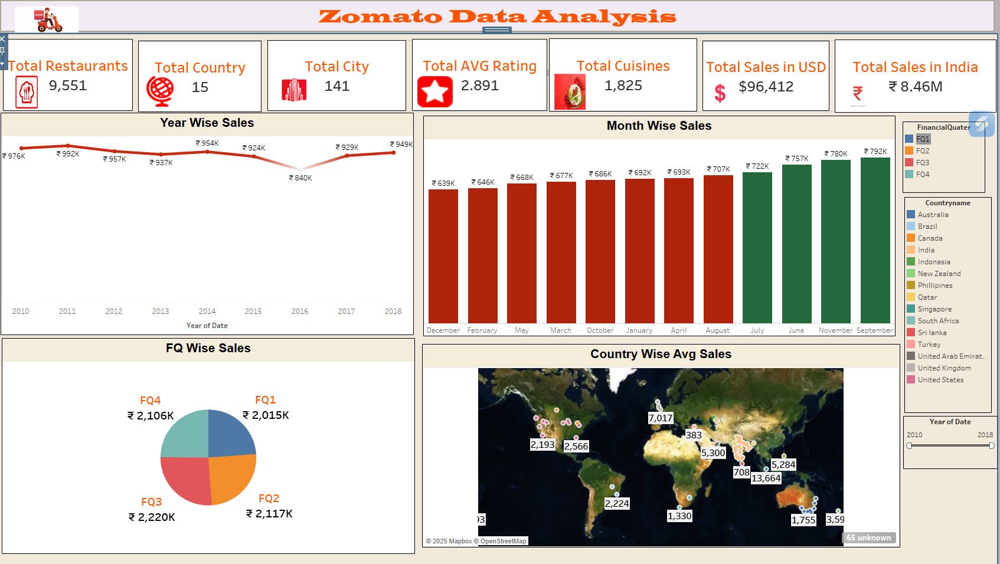 Zomato Data Analysis
Total Restaurants
9,551
Total Country
15
Total City
141
Total AVG Rating
2.891
Total Cuisines
1,825
Total Sales in USD
$ $96,412
Total Sales in India
₹ ₹ 8.46M
Year Wise Sales
₹ 976K
₹ 992K
₹ 957K
₹ 937K
₹ 954K
₹ 924K
₹ 840K
₹ 929K
₹ 949K
2010 2011 2012 2013 2014 2015 2016 2017 2018
Year of Date
Month Wise Sales
₹ 639K ₹ 646K ₹ 668K ₹ 677K ₹ 686K ₹ 692K ₹ 693K ₹ 707K ₹ 722K ₹ 757K ₹ 780K ₹ 792K
December February May March October January April August July June November September
FinancialQuater
FQ1
FQ2
FQ3
FQ4
Countryname
Australia
Brazil
Canada
India
Indonasia
New Zealand
Phillipines
Qatar
Singapore
South Africa
Sri lanka
Turkey
United Arab Emirat..
United Kingdom
United States
Year of Date
2010 2018
FQ Wise Sales
FQ4
₹ 2,106K
FQ1
₹ 2,015K
FQ3
₹ 2,220K
FQ2
₹ 2,117K
Country Wise Avg Sales
7,017
383
2,193
2,566
5,300
5,284
708
13,664
2,224
1,330
1,755
3,59
93
© 2025 Mapbox © OpenStreetMap
65 unknown